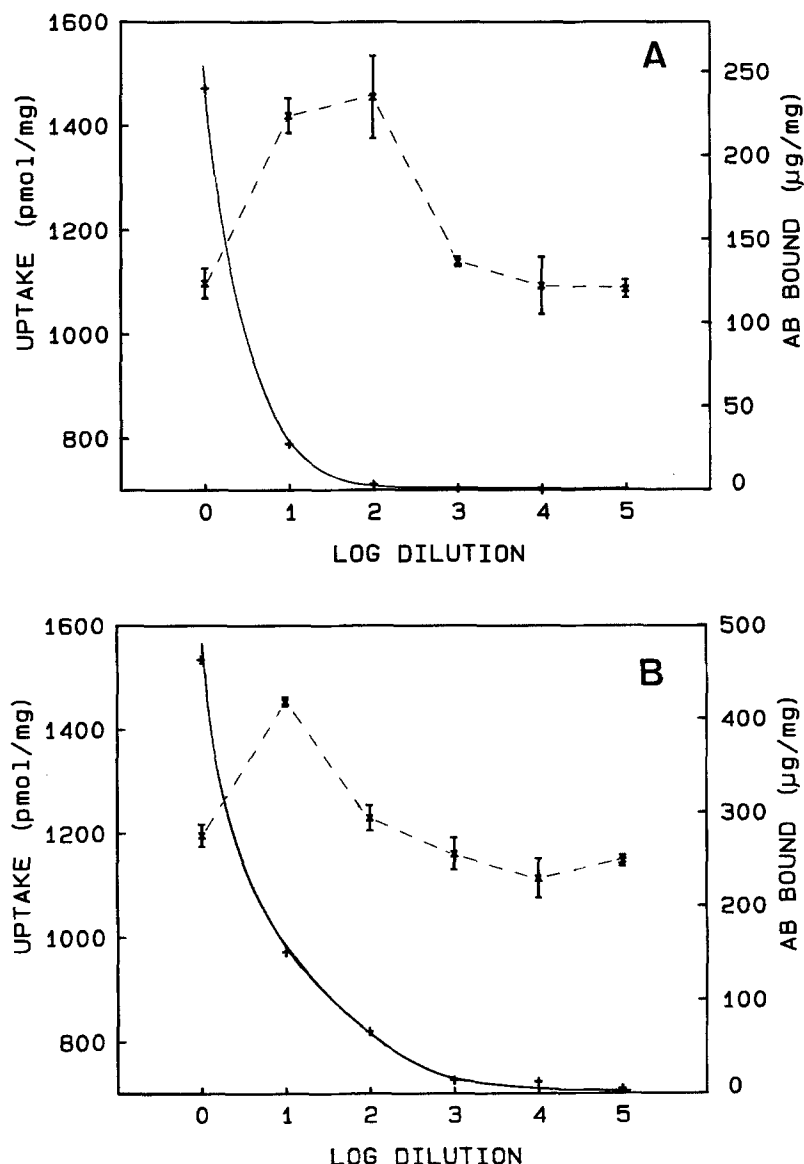 A
UPTAKE (pmol/mg)
1600
1400
1200
1000
800
AB BOUND (µg/mg)
250
200
150
100
50
0
0 1 2 3 4 5
LOG DILUTION
B
UPTAKE (pmol/mg)
1600
1400
1200
1000
800
AB BOUND (µg/mg)
500
400
300
200
100
0
0 1 2 3 4 5
LOG DILUTION